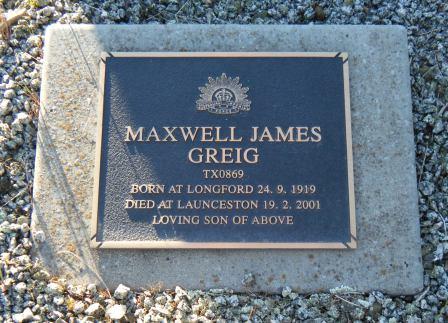 MAXWELL JAMES
GREIG
TX0869
BORN AT LONGFORD 24. 9. 1919
DIED AT LAUNCESTON 19. 2. 2001
LOVING SON OF ABOVE